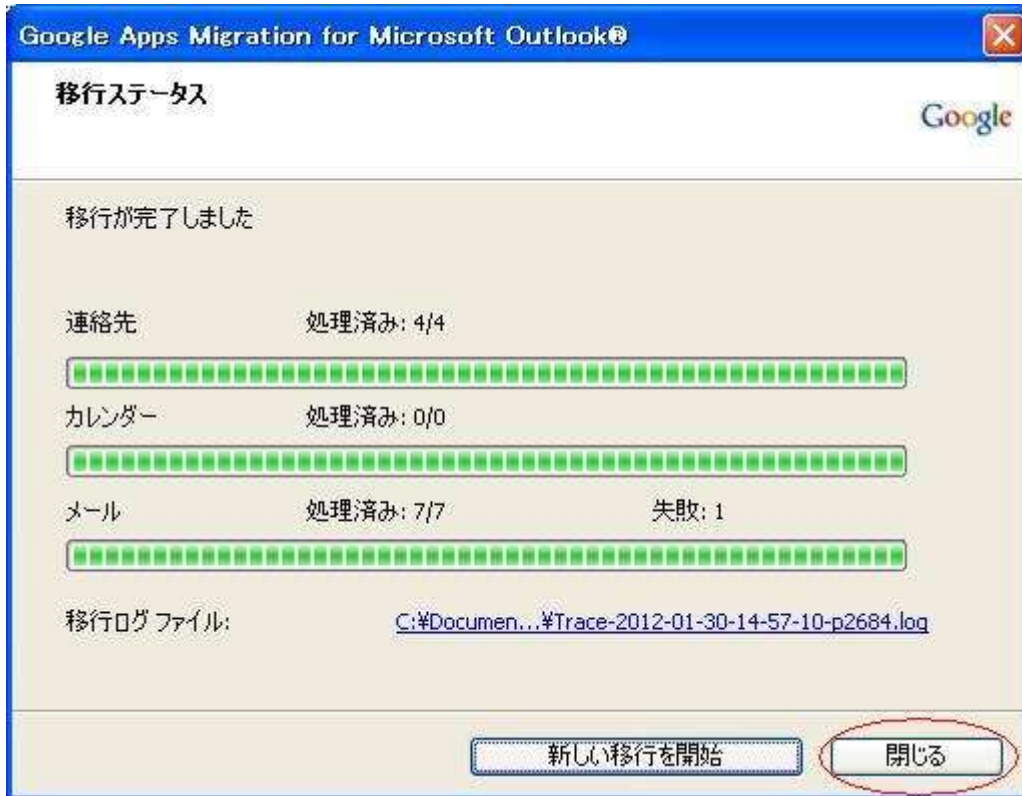 Google Apps Migration for Microsoft Outlook®
移行ステータス
Google
移行が完了しました
連絡先 処理済み: 4/4
カレンダー 処理済み: 0/0
メール 処理済み: 7/7 失敗: 1
移行ログ ファイル: C:¥Documen...¥Trace-2012-01-30-14-57-10-p2684.log
新しい移行を開始 閉じる